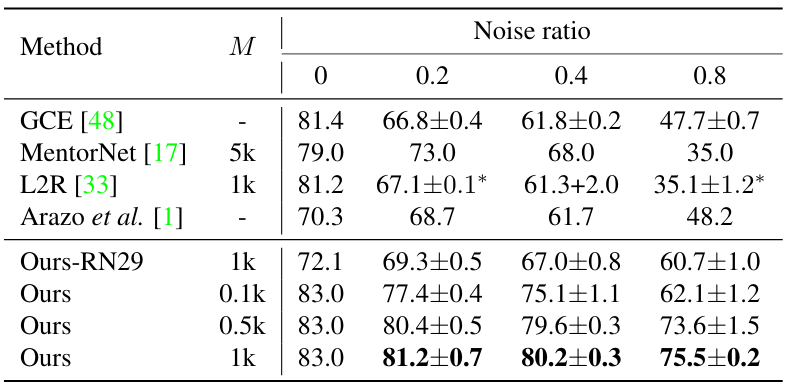 Method M Noise ratio
0 0.2 0.4 0.8
GCE [48] - 81.4 66.8±0.4 61.8±0.2 47.7±0.7
MentorNet [17] 5k 79.0 73.0 68.0 35.0
L2R [33] 1k 81.2 67.1±0.1* 61.3+2.0 35.1±1.2*
Arazo et al. [1] - 70.3 68.7 61.7 48.2
Ours-RN29 1k 72.1 69.3±0.5 67.0±0.8 60.7±1.0
Ours 0.1k 83.0 77.4±0.4 75.1±1.1 62.1±1.2
Ours 0.5k 83.0 80.4±0.5 79.6±0.3 73.6±1.5
Ours 1k 83.0 81.2±0.7 80.2±0.3 75.5±0.2